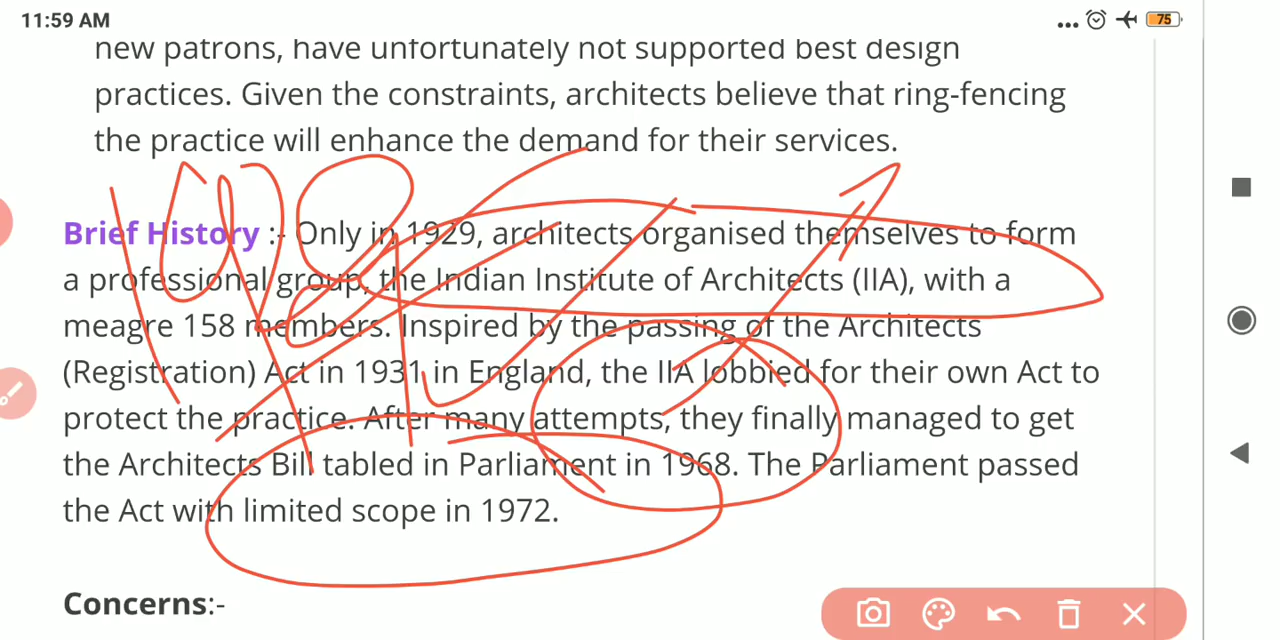 11:59 AM
... 75
new patrons, have unfortunately not supported best design
practices. Given the constraints, architects believe that ring-fencing
the practice will enhance the demand for their services.
Brief History :- Only in 1929, architects organised themselves to form
a professional group, the Indian Institute of Architects (IIA), with a
meagre 158 members. Inspired by the passing of the Architects
(Registration) Act in 1931 in England, the IIA lobbied for their own Act to
protect the practice. After many attempts, they finally managed to get
the Architects Bill tabled in Parliament in 1968. The Parliament passed
the Act with limited scope in 1972.
Concerns:-